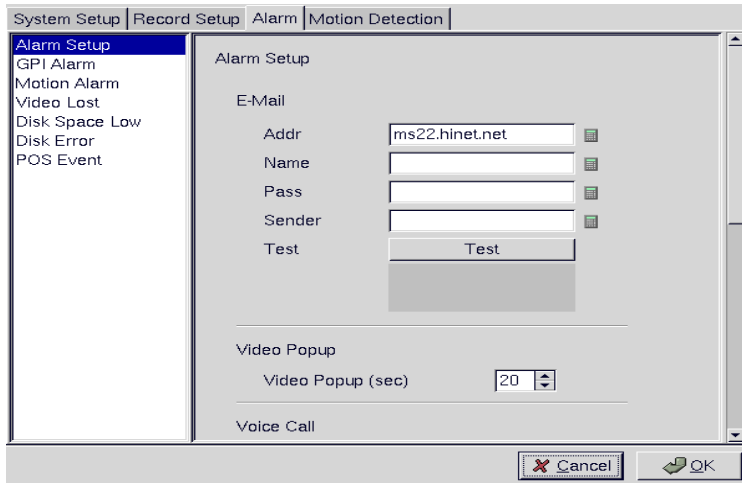 System Setup Record Setup Alarm Motion Detection
Alarm Setup
GPI Alarm
Motion Alarm
Video Lost
Disk Space Low
Disk Error
POS Event
Alarm Setup
E-Mail
Addr ms22.hinet.net
Name
Pass
Sender
Test Test
Video Popup
Video Popup (sec) 20
Voice Call
Cancel OK